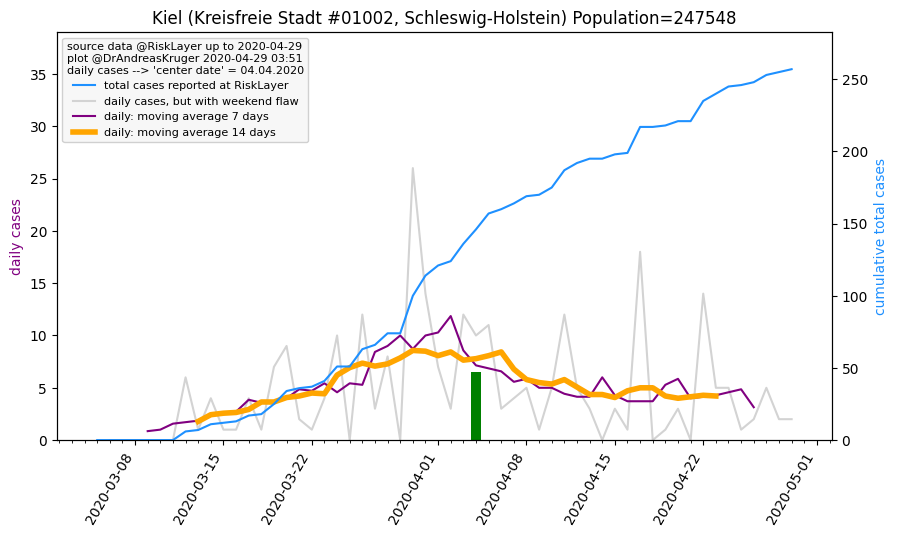 Kiel (Kreisfreie Stadt #01002, Schleswig-Holstein) Population=247548
source data @RiskLayer up to 2020-04-29
plot @DrAndreasKruger 2020-04-29 03:51
daily cases --> 'center date' = 04.04.2020
total cases reported at RiskLayer
daily cases, but with weekend flaw
daily: moving average 7 days
daily: moving average 14 days
daily cases
35
30
25
20
15
10
5
0
cumulative total cases
250
200
150
100
50
0
2020-03-08
2020-03-15
2020-03-22
2020-04-01
2020-04-08
2020-04-15
2020-04-22
2020-05-01